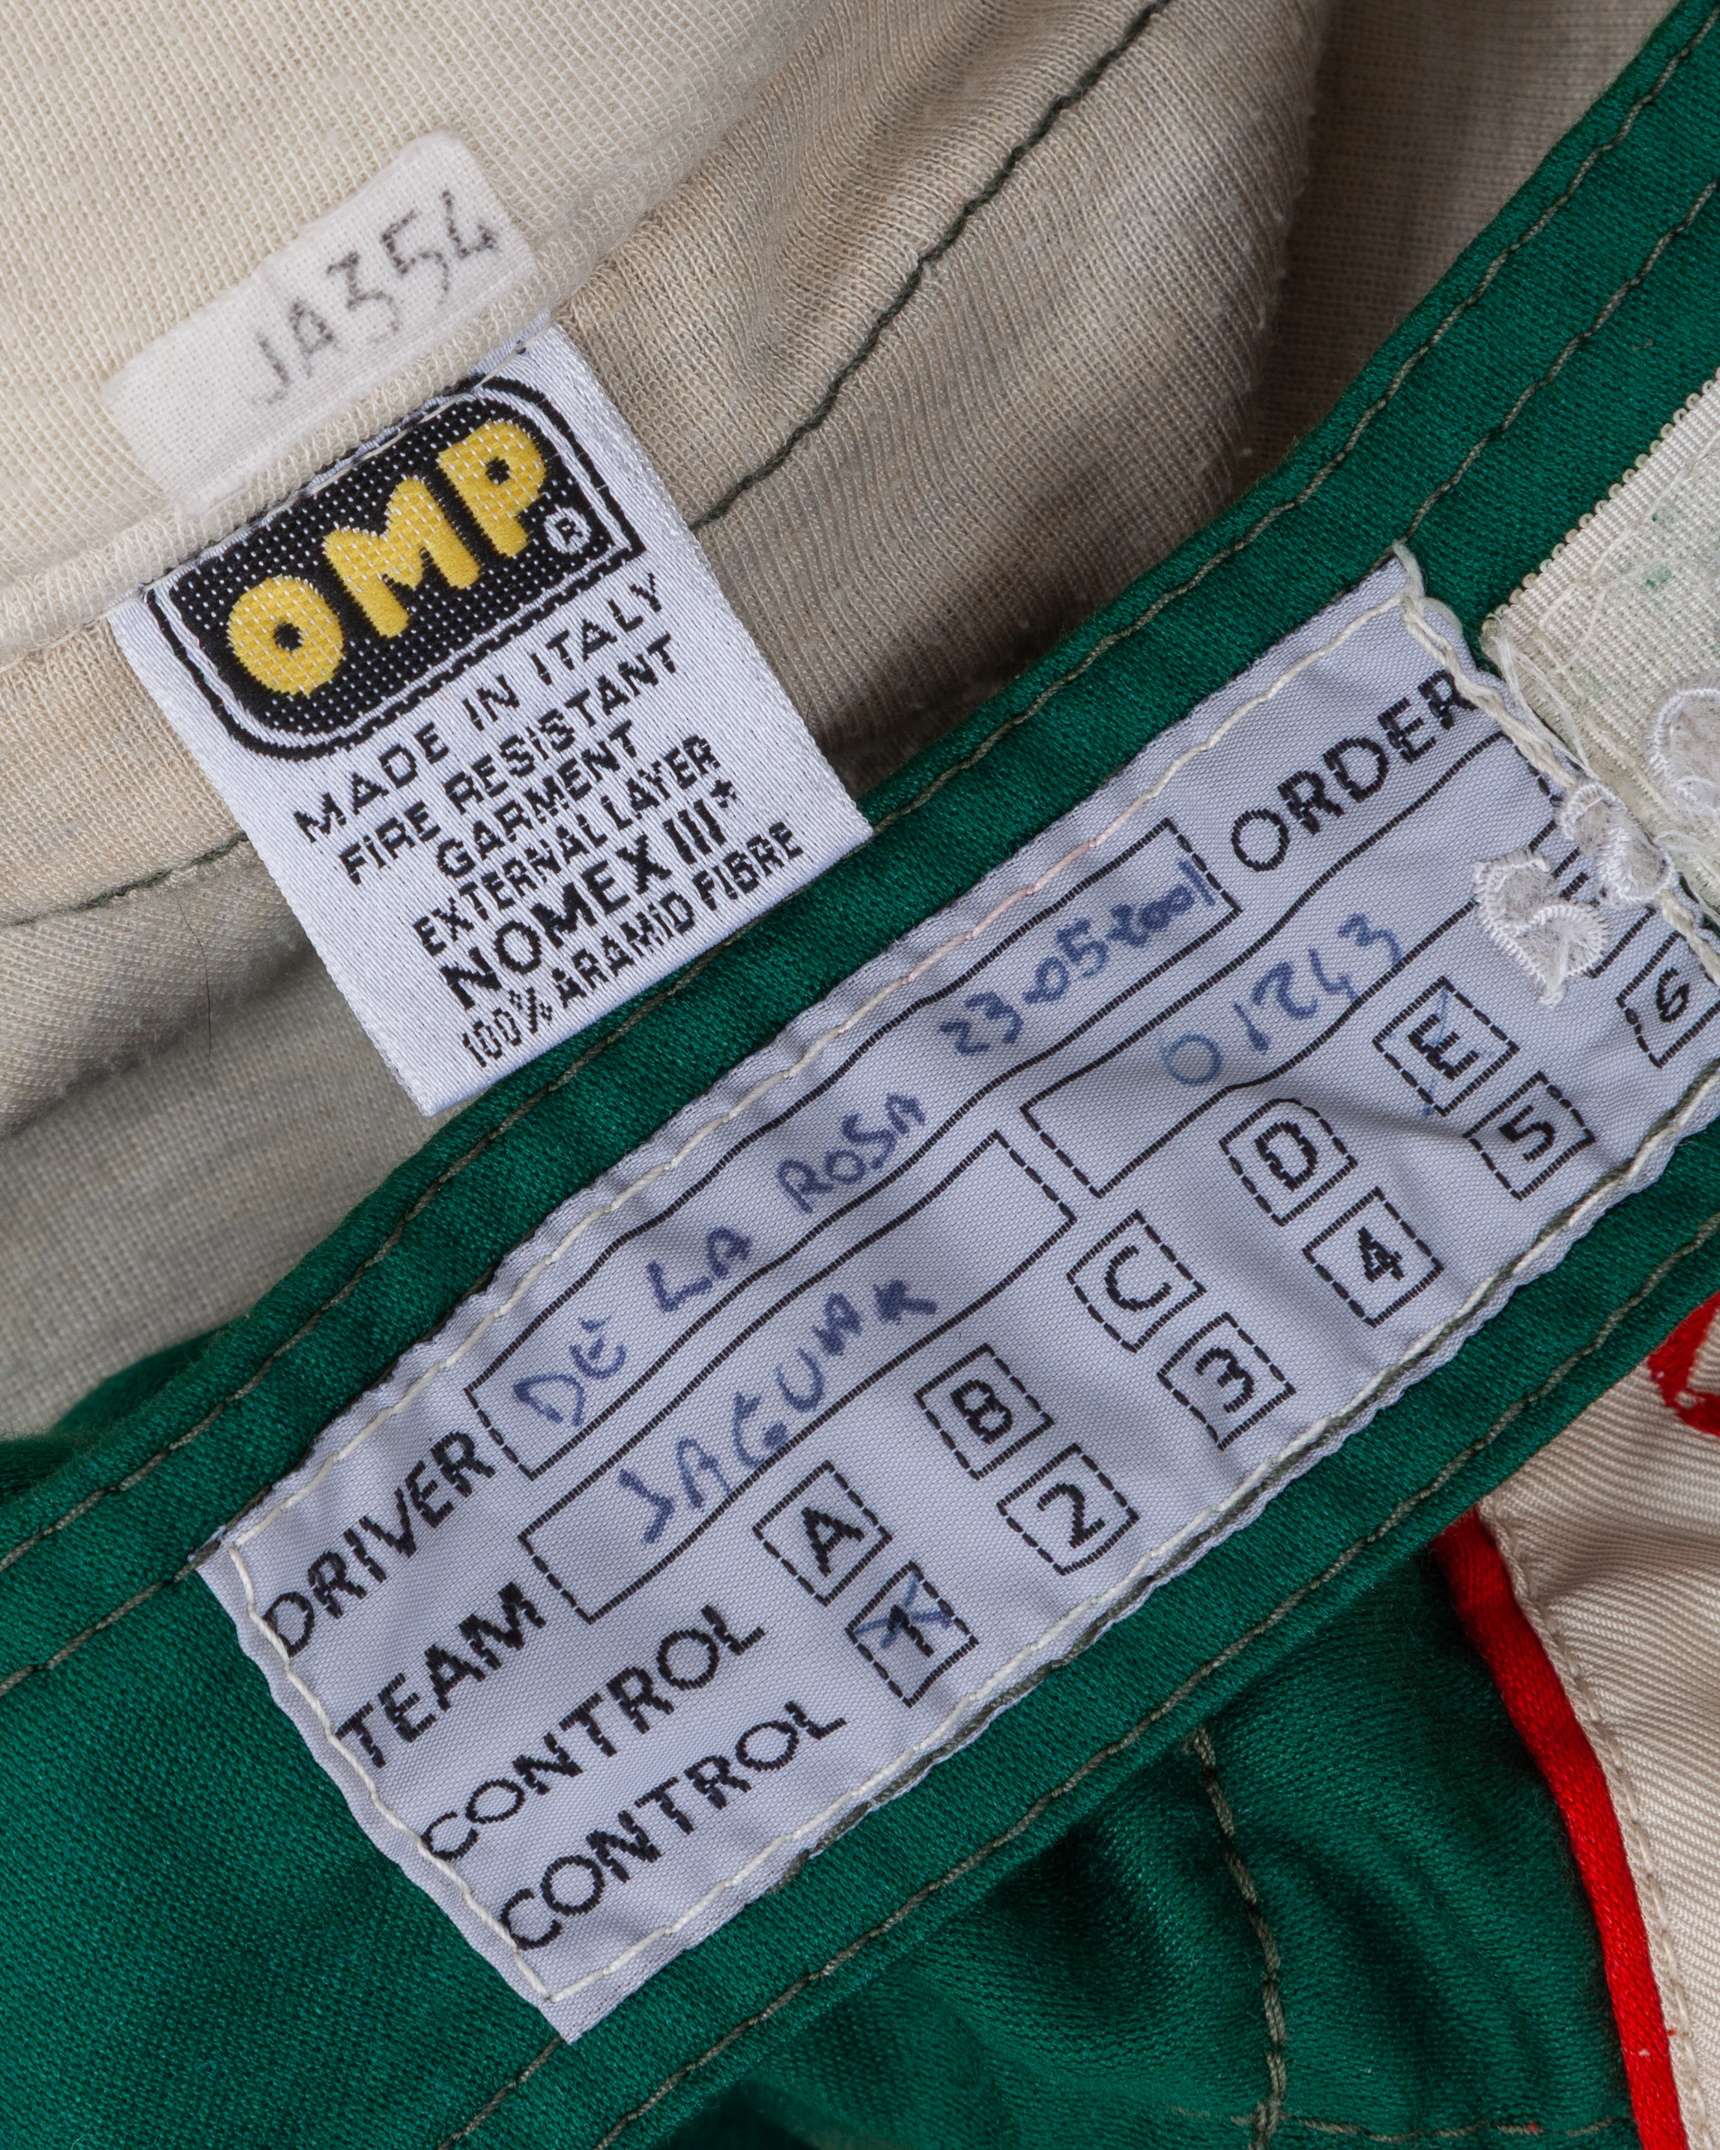 JA354
OMP®
MADE IN ITALY
FIRE RESISTANT
GARMENT
EXTERNAL LAYER
NOMEX III+
100% ARAMID FIBRE
DRIVER DE LA ROSA 23-05-2001 ORDER
TEAM JAGUAR 01243
CONTROL A B C D E
CONTROL 1 2 3 4 5 6